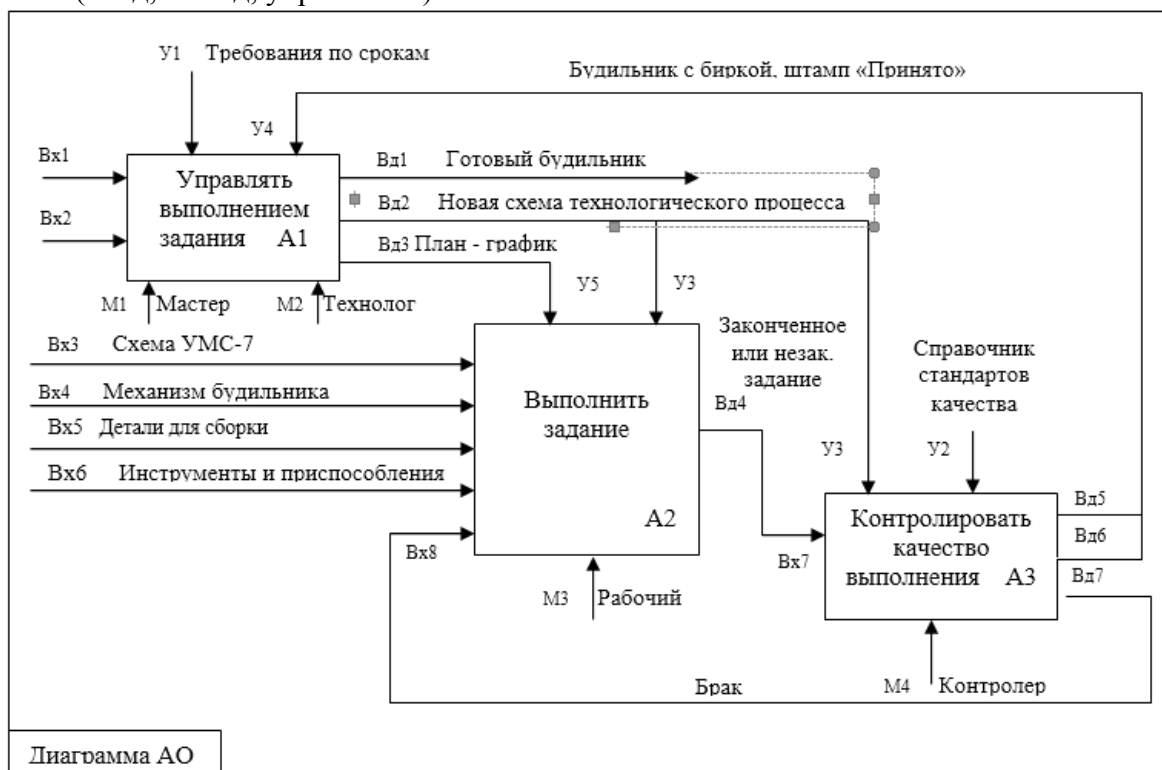 У1 Требования по срокам
Будильник с биркой, штамп «Принято»
У4
Вх1
Вд1 Готовый будильник
Управлять
выполнением
задания А1
Вд2 Новая схема технологического процесса
Вх2
Вд3 План - график
У5
У3
М1 Мастер
М2 Технолог
Вх3 Схема УМС-7
Вх4 Механизм будильника
Вх5 Детали для сборки
Вх6 Инструменты и приспособления
Вх8
Выполнить
задание
А2
М3 Рабочий
Законченное
или незак.
задание
Вд4
Справочник
стандартов
качества
У3
У2
Вх7
Контролировать
качество
выполнения А3
Вд5
Вд6
Вд7
М4 Контролер
Брак
Диаграмма АО